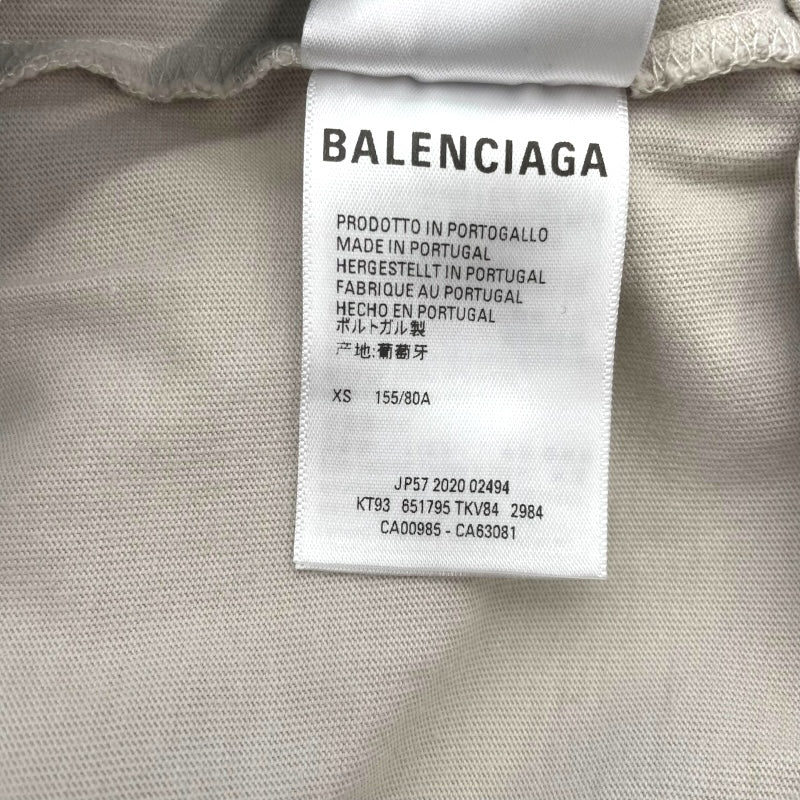 BALENCIAGA
PRODOTTO IN PORTOGALLO
MADE IN PORTUGAL
HERGESTELLT IN PORTUGAL
FABRIQUE AU PORTUGAL
HECHO EN PORTUGAL
ポルトガル製
产地:葡萄牙
XS 155/80A
JP57 2020 02494
KT93 651795 TKV84 2984
CA00985 - CA63081